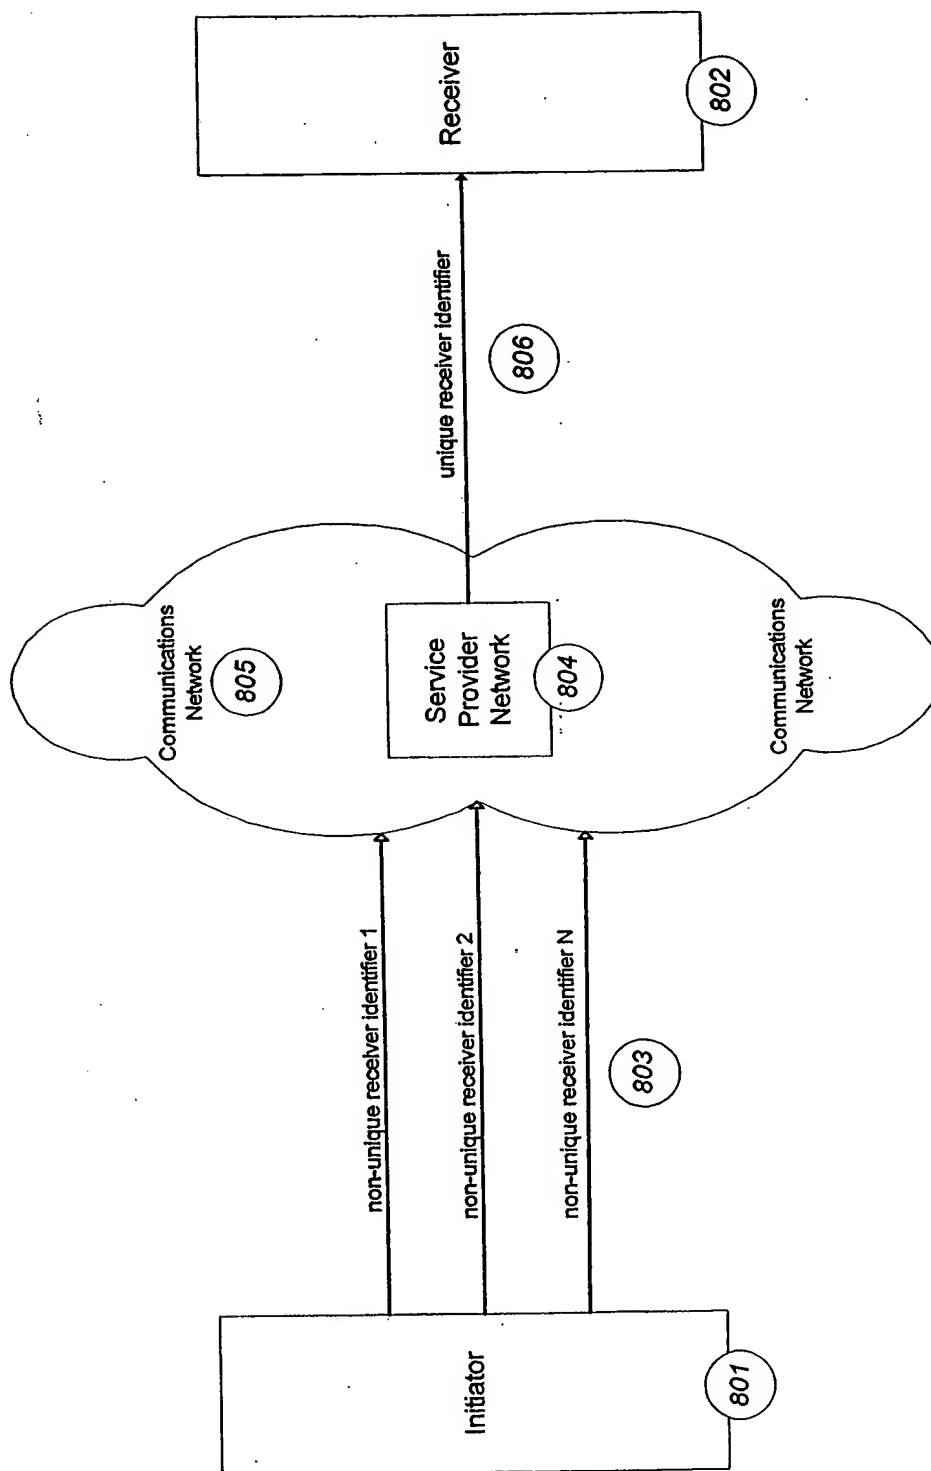 Initiator
801
non-unique receiver identifier 1
non-unique receiver identifier 2
non-unique receiver identifier N
803
Communications
Network
805
Service
Provider
Network
804
Communications
Network
unique receiver identifier
806
Receiver
802